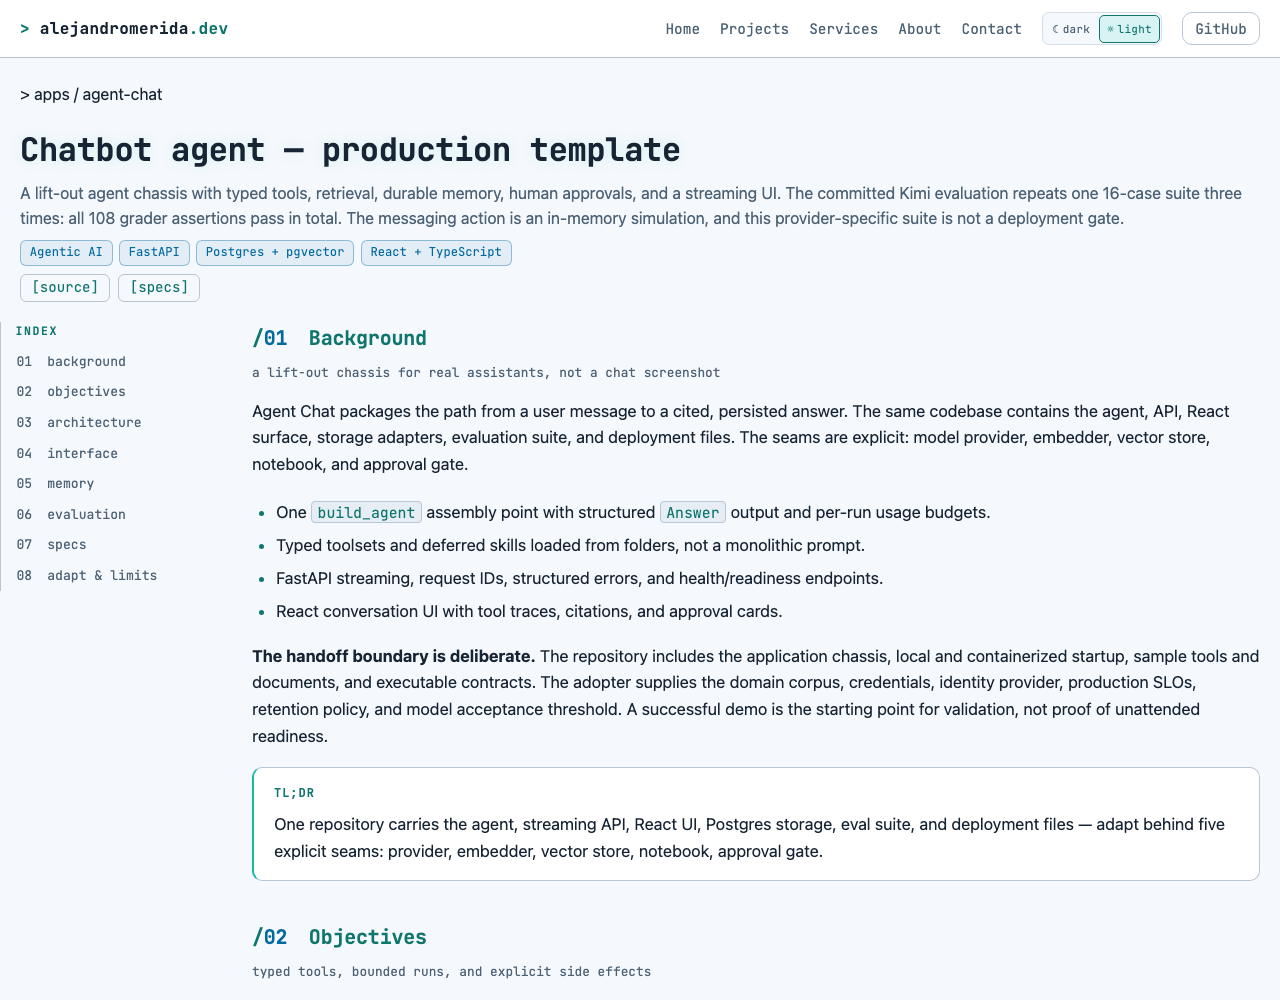 > alejandromerida.dev
Home Projects Services About Contact ☾ dark ☼ light GitHub
> apps / agent-chat
Chatbot agent — production template
A lift-out agent chassis with typed tools, retrieval, durable memory, human approvals, and a streaming UI. The committed Kimi evaluation repeats one 16-case suite three
times: all 108 grader assertions pass in total. The messaging action is an in-memory simulation, and this provider-specific suite is not a deployment gate.
Agentic AI FastAPI Postgres + pgvector React + TypeScript
[source] [specs]
INDEX
01 background
02 objectives
03 architecture
04 interface
05 memory
06 evaluation
07 specs
08 adapt & limits
/01 Background
a lift-out chassis for real assistants, not a chat screenshot
Agent Chat packages the path from a user message to a cited, persisted answer. The same codebase contains the agent, API, React
surface, storage adapters, evaluation suite, and deployment files. The seams are explicit: model provider, embedder, vector store,
notebook, and approval gate.
• One build_agent assembly point with structured Answer output and per-run usage budgets.
• Typed toolsets and deferred skills loaded from folders, not a monolithic prompt.
• FastAPI streaming, request IDs, structured errors, and health/readiness endpoints.
• React conversation UI with tool traces, citations, and approval cards.
The handoff boundary is deliberate. The repository includes the application chassis, local and containerized startup, sample tools and
documents, and executable contracts. The adopter supplies the domain corpus, credentials, identity provider, production SLOs,
retention policy, and model acceptance threshold. A successful demo is the starting point for validation, not proof of unattended
readiness.
TL;DR
One repository carries the agent, streaming API, React UI, Postgres storage, eval suite, and deployment files — adapt behind five
explicit seams: provider, embedder, vector store, notebook, approval gate.
/02 Objectives
typed tools, bounded runs, and explicit side effects